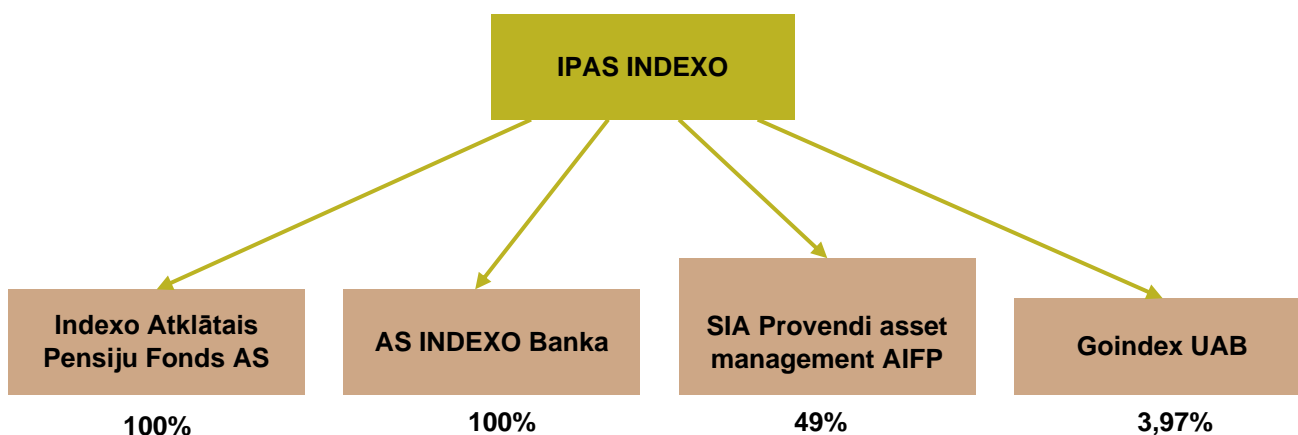 IPAS INDEXO
Indexo Atklātais
Pensiju Fonds AS
100%
AS INDEXO Banka
100%
SIA Provendi asset
management AIFP
49%
Goindex UAB
3,97%